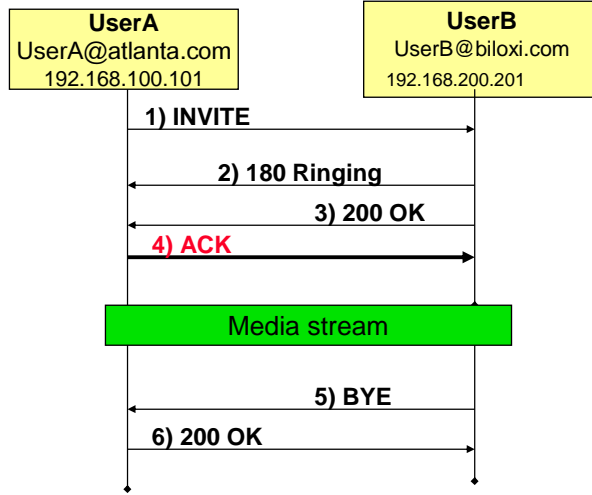 UserA
UserA@atlanta.com
192.168.100.101
UserB
UserB@biloxi.com
192.168.200.201
1) INVITE
2) 180 Ringing
3) 200 OK
4) ACK
Media stream
5) BYE
6) 200 OK